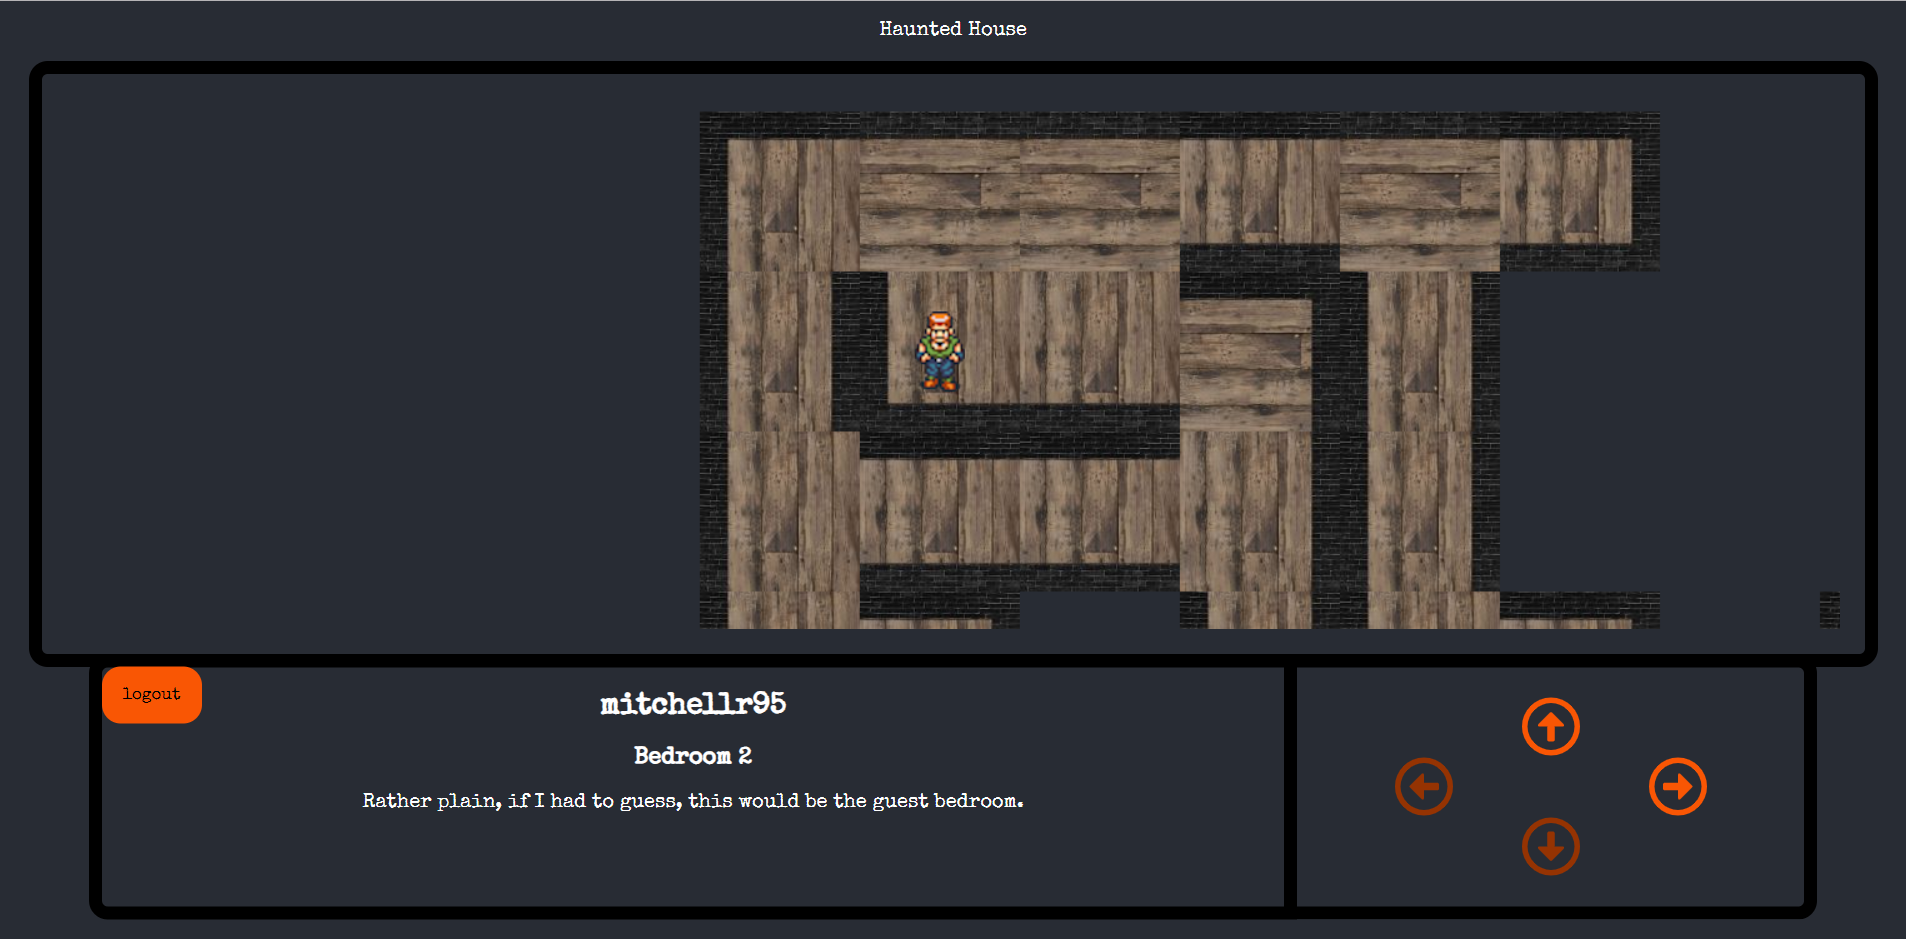 Haunted House
logout
mitchellr95
Bedroom 2
Rather plain, if I had to guess, this would be the guest bedroom.